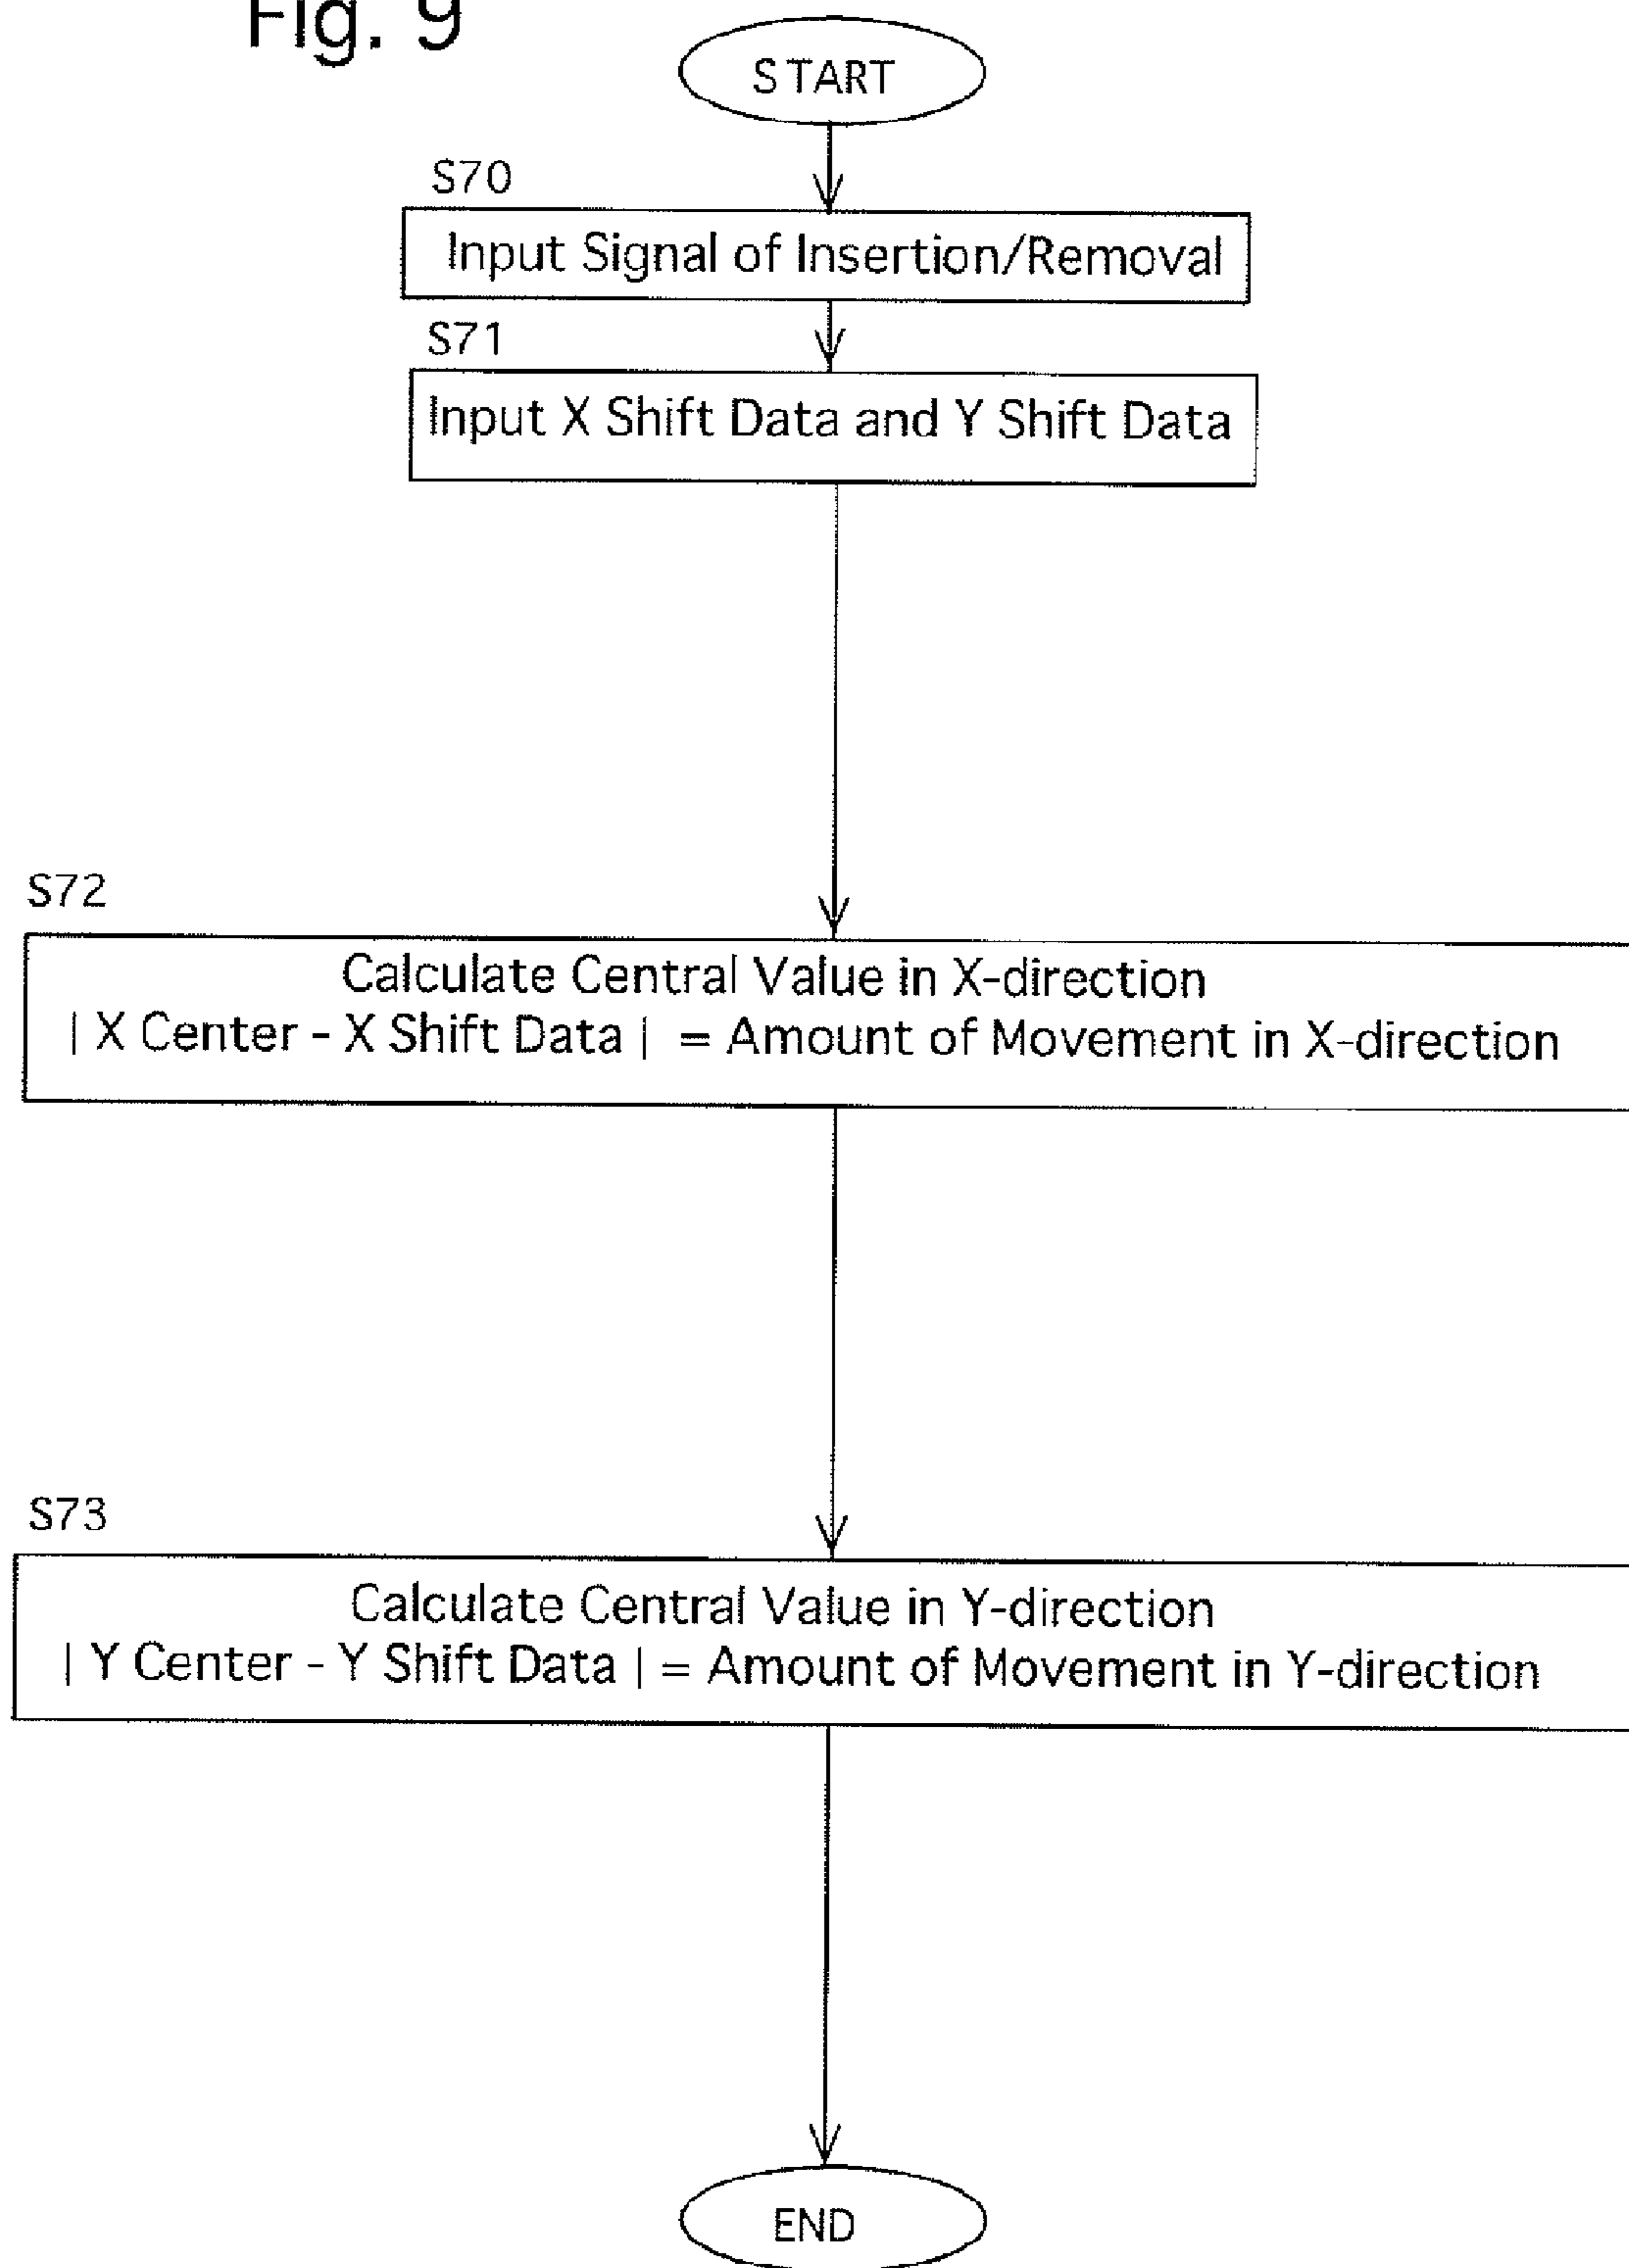 Fig. 9
START
S70
Input Signal of Insertion/Removal
S71
Input X Shift Data and Y Shift Data
S72
Calculate Central Value in X-direction
| X Center - X Shift Data | = Amount of Movement in X-direction
S73
Calculate Central Value in Y-direction
| Y Center - Y Shift Data | = Amount of Movement in Y-direction
END